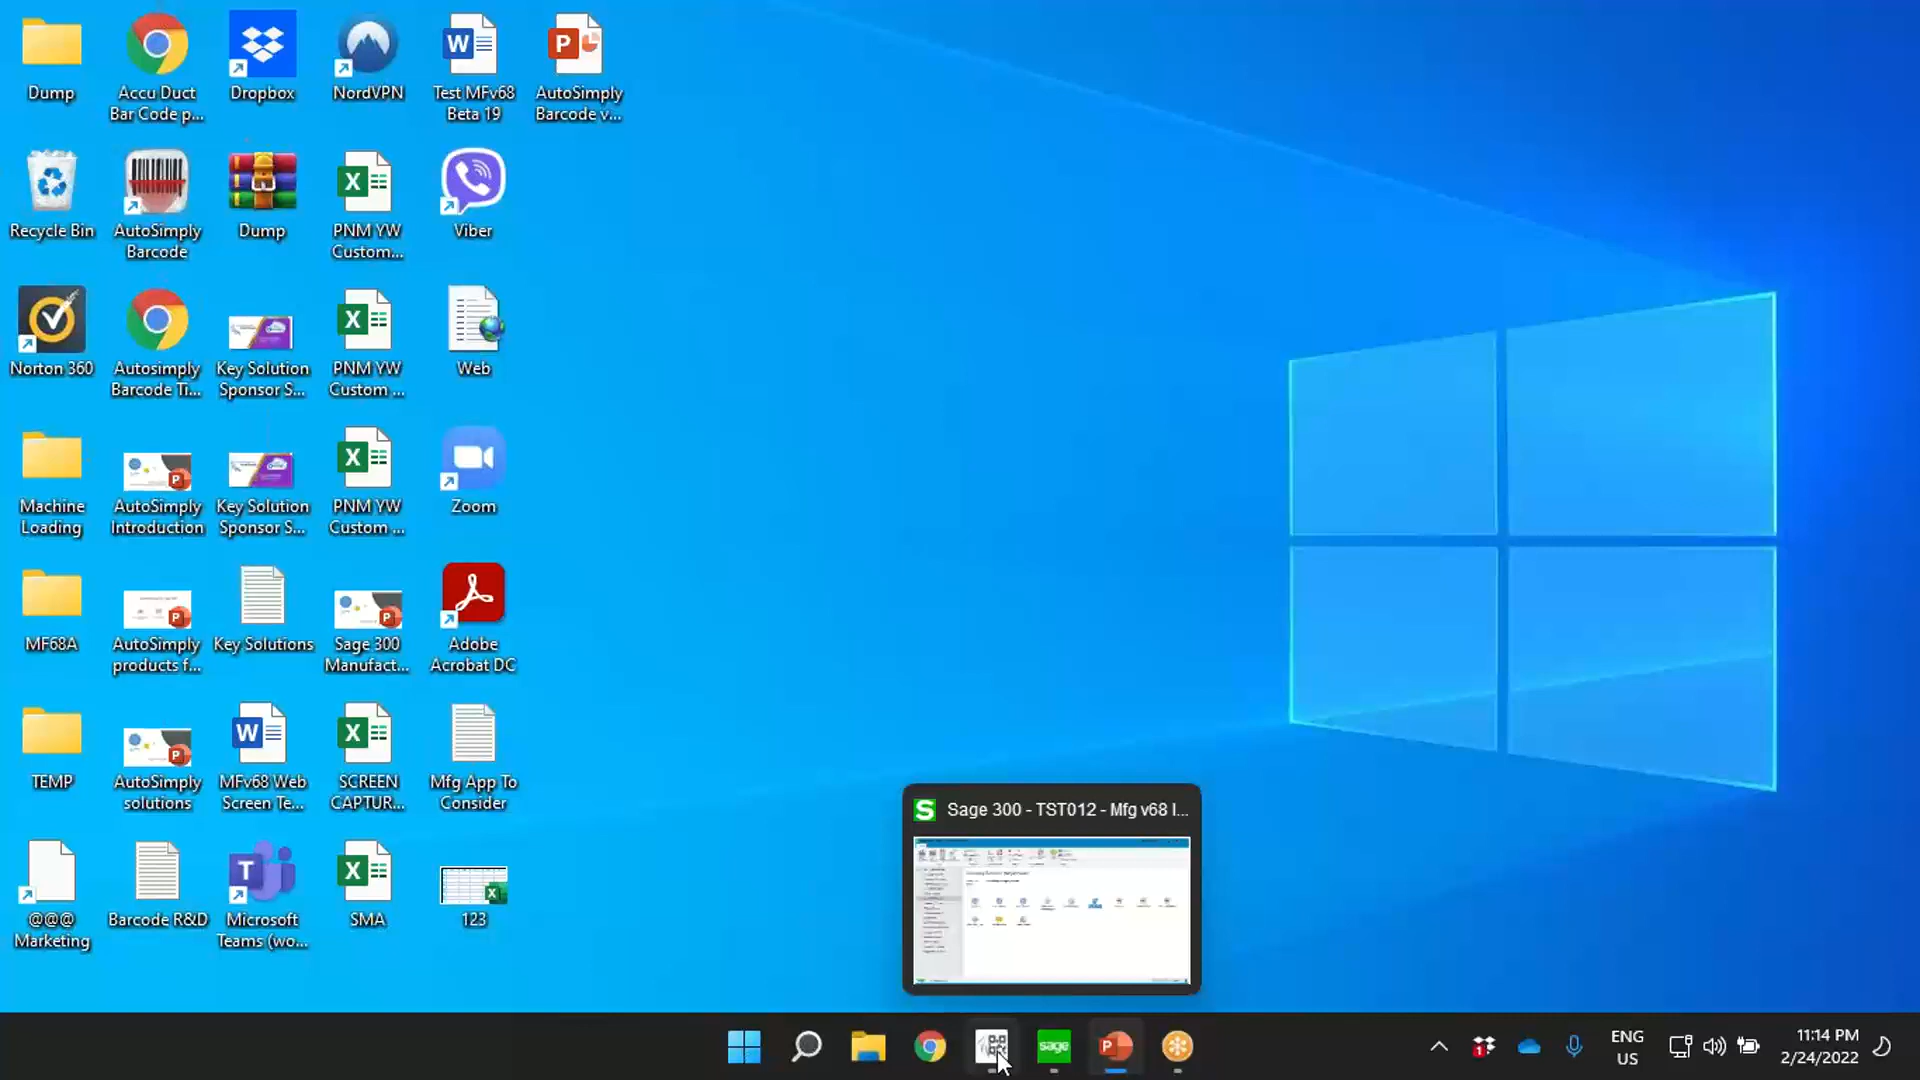 Dump
Accu Duct
Bar Code p...
Dropbox
NordVPN
Test MFv68
Beta 19
AutoSimply
Barcode v...
Recycle Bin
AutoSimply
Barcode
Dump
PNM YW
Custom...
Viber
Norton 360
Autosimply
Barcode Ti...
Key Solution
Sponsor S...
PNM YW
Custom ...
Web
Machine
Loading
AutoSimply
Introduction
Key Solution
Sponsor S...
PNM YW
Custom ...
Zoom
MF68A
AutoSimply
products f...
Key Solutions
Sage 300
Manufact...
Adobe
Acrobat DC
TEMP
AutoSimply
solutions
MFv68 Web
Screen Te...
SCREEN
CAPTUR...
Mfg App To
Consider
@@@
Marketing
Barcode R&D
Microsoft
Teams (wo...
SMA
123
Sage 300 - TST012 - Mfg v68 I...
sage
ENG
US
11:14 PM
2/24/2022